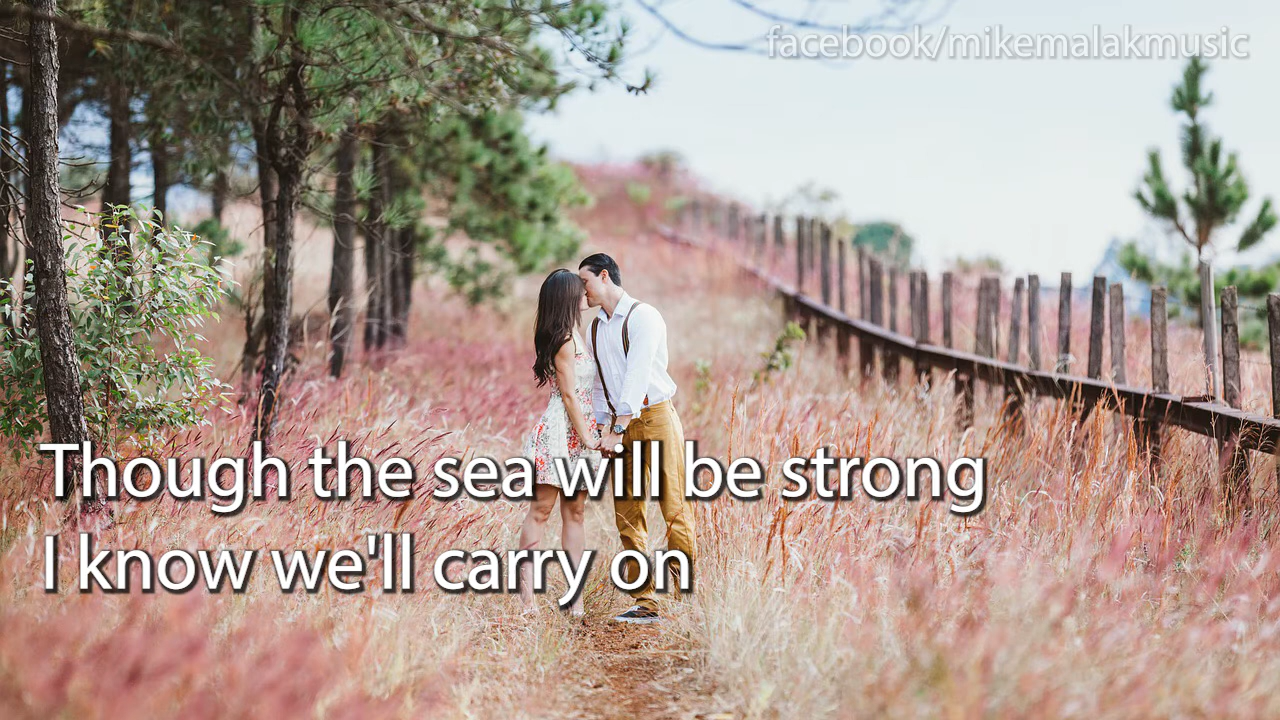 facebook/mikemalakmusic
Though the sea will be strong
I know we'll carry on